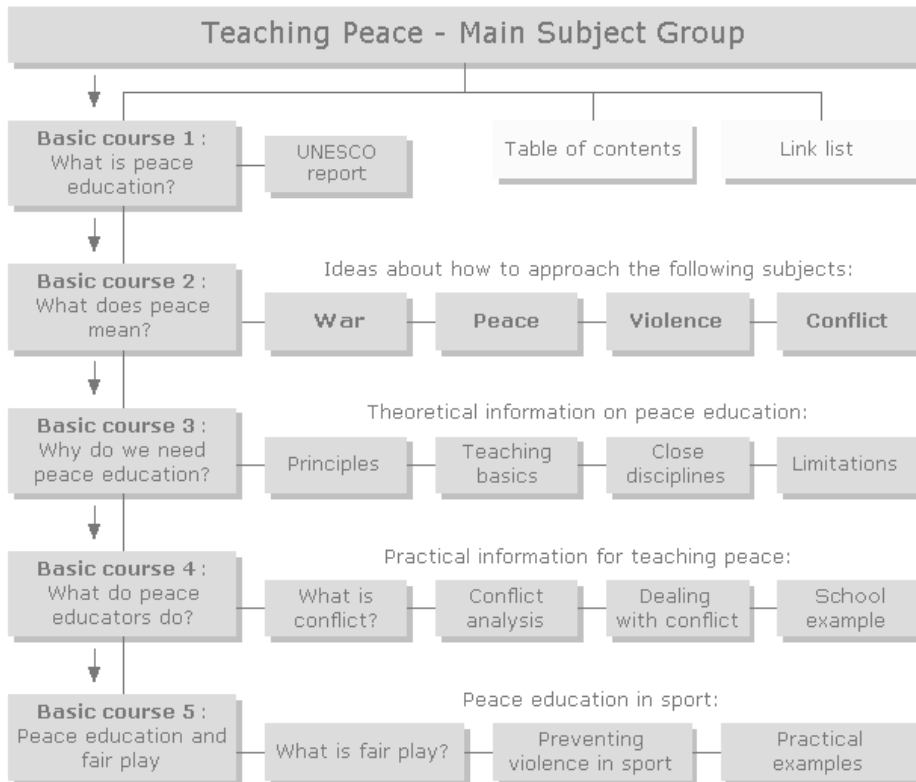 Teaching Peace - Main Subject Group
Basic course 1 :
What is peace
education?
UNESCO
report
Table of contents
Link list
Basic course 2 :
What does peace
mean?
Ideas about how to approach the following subjects:
War
Peace
Violence
Conflict
Basic course 3 :
Why do we need
peace education?
Theoretical information on peace education:
Principles
Teaching
basics
Close
disciplines
Limitations
Basic course 4 :
What do peace
educators do?
Practical information for teaching peace:
What is
conflict?
Conflict
analysis
Dealing
with conflict
School
example
Basic course 5 :
Peace education and
fair play
Peace education in sport:
What is fair play?
Preventing
violence in sport
Practical
examples